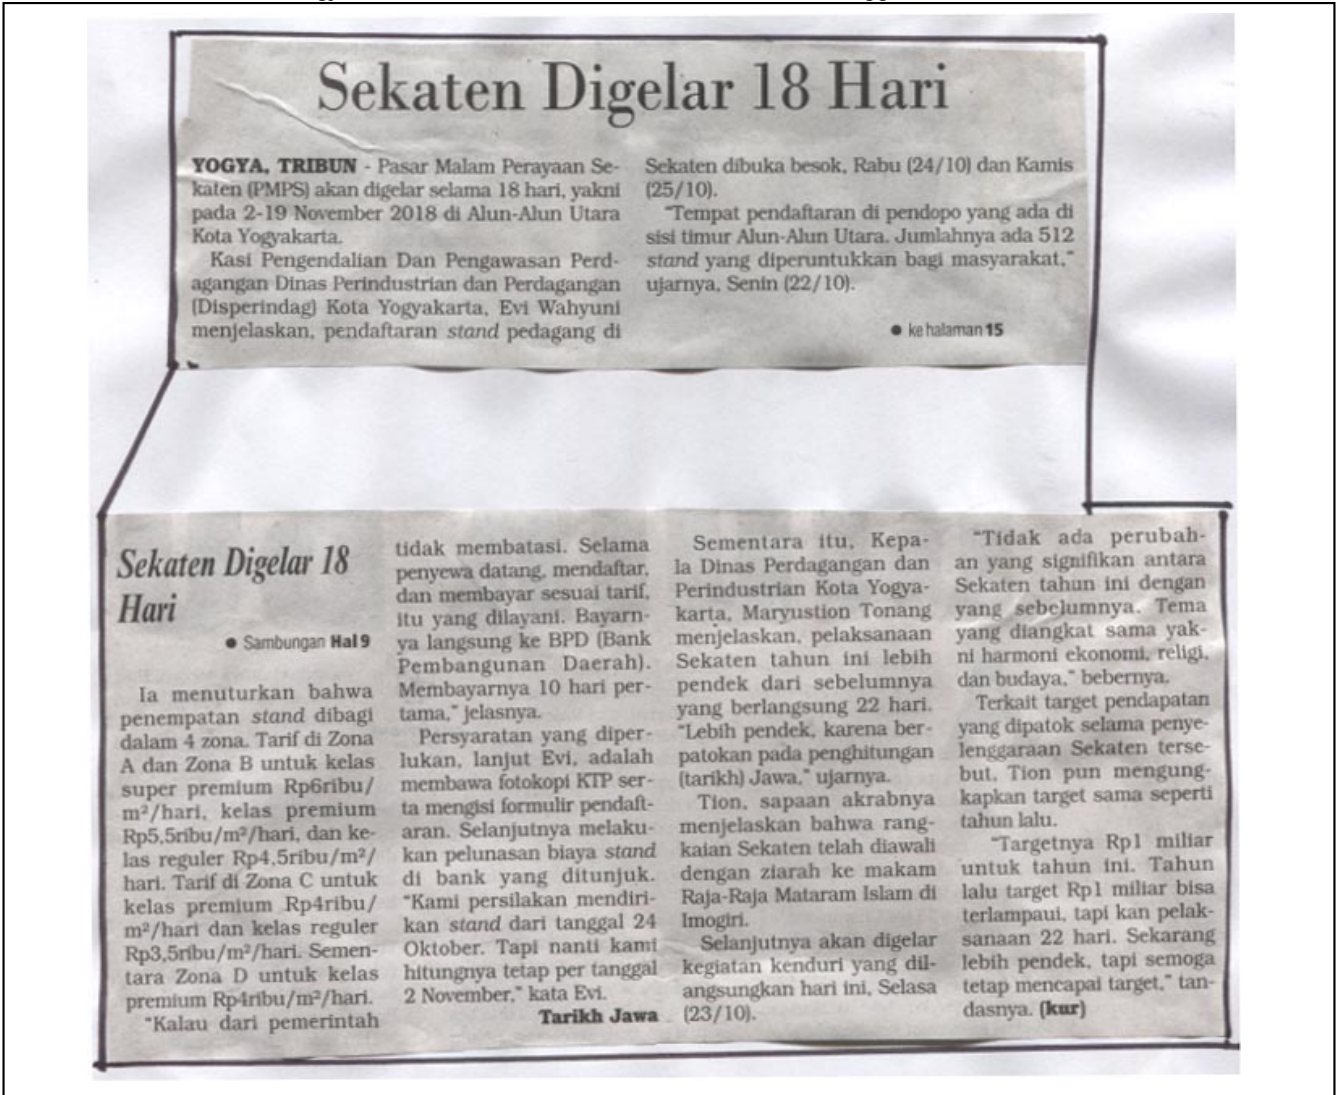 Sekaten Digelar 18 Hari
YOGYA, TRIBUN - Pasar Malam Perayaan Se-
katen (PMPS) akan digelar selama 18 hari, yakni
pada 2-19 November 2018 di Alun-Alun Utara
Kota Yogyakarta.
Kasi Pengendalian Dan Pengawasan Perd-
agangan Dinas Perindustrian dan Perdagangan
(Disperindag) Kota Yogyakarta, Evi Wahyuni
menjelaskan, pendaftaran stand pedagang di
Sekaten dibuka besok, Rabu (24/10) dan Kamis
(25/10).
"Tempat pendaftaran di pendopo yang ada di
sisi timur Alun-Alun Utara. Jumlahnya ada 512
stand yang diperuntukkan bagi masyarakat,"
ujarnya, Senin (22/10).
● ke halaman 15
Sekaten Digelar 18
Hari
● Sambungan Hal 9
Ia menuturkan bahwa
penempatan stand dibagi
dalam 4 zona. Tarif di Zona
A dan Zona B untuk kelas
super premium Rp6ribu/
m²/hari, kelas premium
Rp5,5ribu/m²/hari, dan ke-
las reguler Rp4,5ribu/m²/
hari. Tarif di Zona C untuk
kelas premium Rp4ribu/
m²/hari dan kelas reguler
Rp3,5ribu/m²/hari. Semen-
tara Zona D untuk kelas
premium Rp4ribu/m²/hari.
"Kalau dari pemerintah
tidak membatasi. Selama
penyewa datang, mendaftar,
dan membayar sesuai tarif,
itu yang dilayani. Bayarn-
ya langsung ke BPD (Bank
Pembangunan Daerah).
Membayarnya 10 hari per-
tama," jelasnya.
Persyaratan yang diper-
lukan, lanjut Evi, adalah
membawa fotokopi KTP ser-
ta mengisi formulir pendaft-
aran. Selanjutnya melaku-
kan pelunasan biaya stand
di bank yang ditunjuk.
"Kami persilakan mendiri-
kan stand dari tanggal 24
Oktober. Tapi nanti kami
hitungnya tetap per tanggal
2 November," kata Evi.
Tarikh Jawa
Sementara itu, Kepa-
la Dinas Perdagangan dan
Perindustrian Kota Yogya-
karta, Maryustion Tonang
menjelaskan, pelaksanaan
Sekaten tahun ini lebih
pendek dari sebelumnya
yang berlangsung 22 hari.
"Lebih pendek, karena ber-
patokan pada penghitungan
(tarikh) Jawa," ujarnya.
Tion, sapaan akrabnya
menjelaskan bahwa rang-
kaian Sekaten telah diawali
dengan ziarah ke makam
Raja-Raja Mataram Islam di
Imogiri.
Selanjutnya akan digelar
kegiatan kenduri yang dil-
angsungkan hari ini, Selasa
(23/10).
"Tidak ada perubah-
an yang signifikan antara
Sekaten tahun ini dengan
yang sebelumnya. Tema
yang diangkat sama yak-
ni harmoni ekonomi, religi,
dan budaya," bebernya.
Terkait target pendapatan
yang dipatok selama penye-
lenggaraan Sekaten terse-
but, Tion pun mengung-
kapkan target sama seperti
tahun lalu.
"Targetnya Rp1 miliar
untuk tahun ini. Tahun
lalu target Rp1 miliar bisa
terlampaui, tapi kan pelak-
sanaan 22 hari. Sekarang
lebih pendek, tapi semoga
tetap mencapai target," tan-
dasnya. (kur)